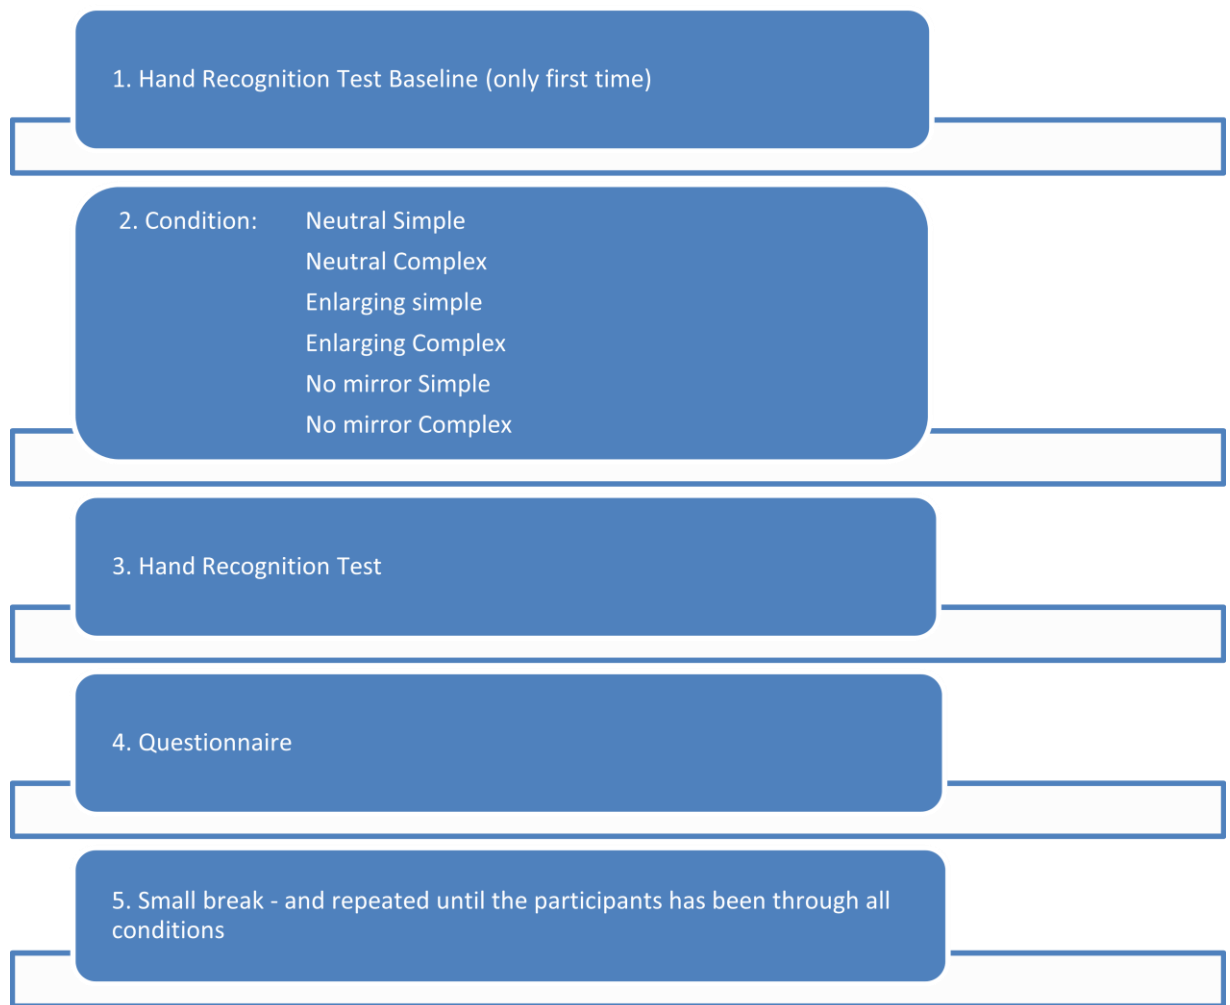 1. Hand Recognition Test Baseline (only first time)
2. Condition: Neutral Simple
Neutral Complex
Enlarging simple
Enlarging Complex
No mirror Simple
No mirror Complex
3. Hand Recognition Test
4. Questionnaire
5. Small break - and repeated until the participants has been through all
conditions